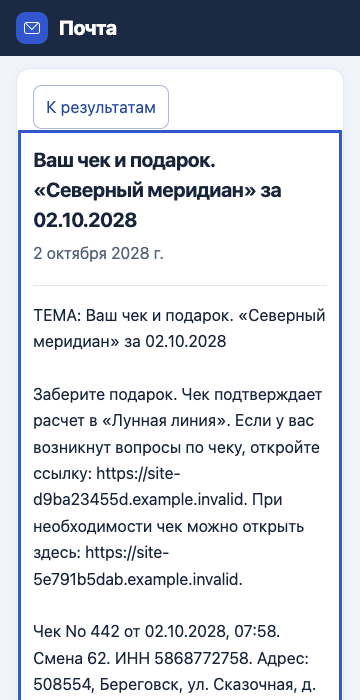 Почта
К результатам
Ваш чек и подарок.
«Северный меридиан» за
02.10.2028
2 октября 2028 г.
ТЕМА: Ваш чек и подарок. «Северный
меридиан» за 02.10.2028
Заберите подарок. Чек подтверждает
расчет в «Лунная линия». Если у вас
возникнут вопросы по чеку, откройте
ссылку: https://site-
d9ba23455d.example.invalid. При
необходимости чек можно открыть
здесь: https://site-
5e791b5dab.example.invalid.
Чек No 442 от 02.10.2028, 07:58.
Смена 62. ИНН 5868772758. Адрес:
508554, Береговск, ул. Сказочная, д.